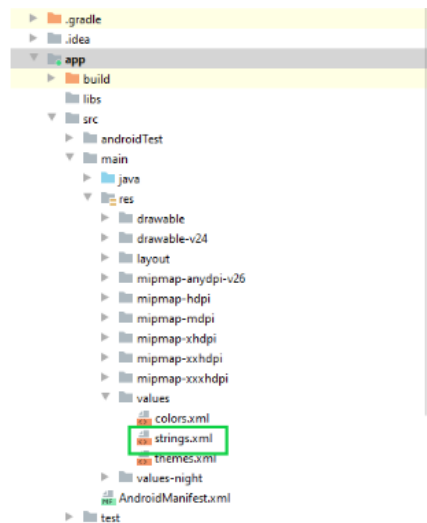 .gradle
.idea
app
build
libs
src
androidTest
main
java
res
drawable
drawable-v24
layout
mipmap-anydpi-v26
mipmap-hdpi
mipmap-mdpi
mipmap-xhdpi
mipmap-xxhdpi
mipmap-xxxhdpi
values
colors.xml
strings.xml
themes.xml
values-night
AndroidManifest.xml
test